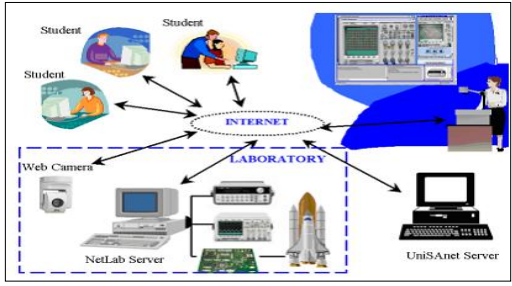 Student
Student
Student
INTERNET
LABORATORY
Web Camera
NetLab Server
UniSAnet Server